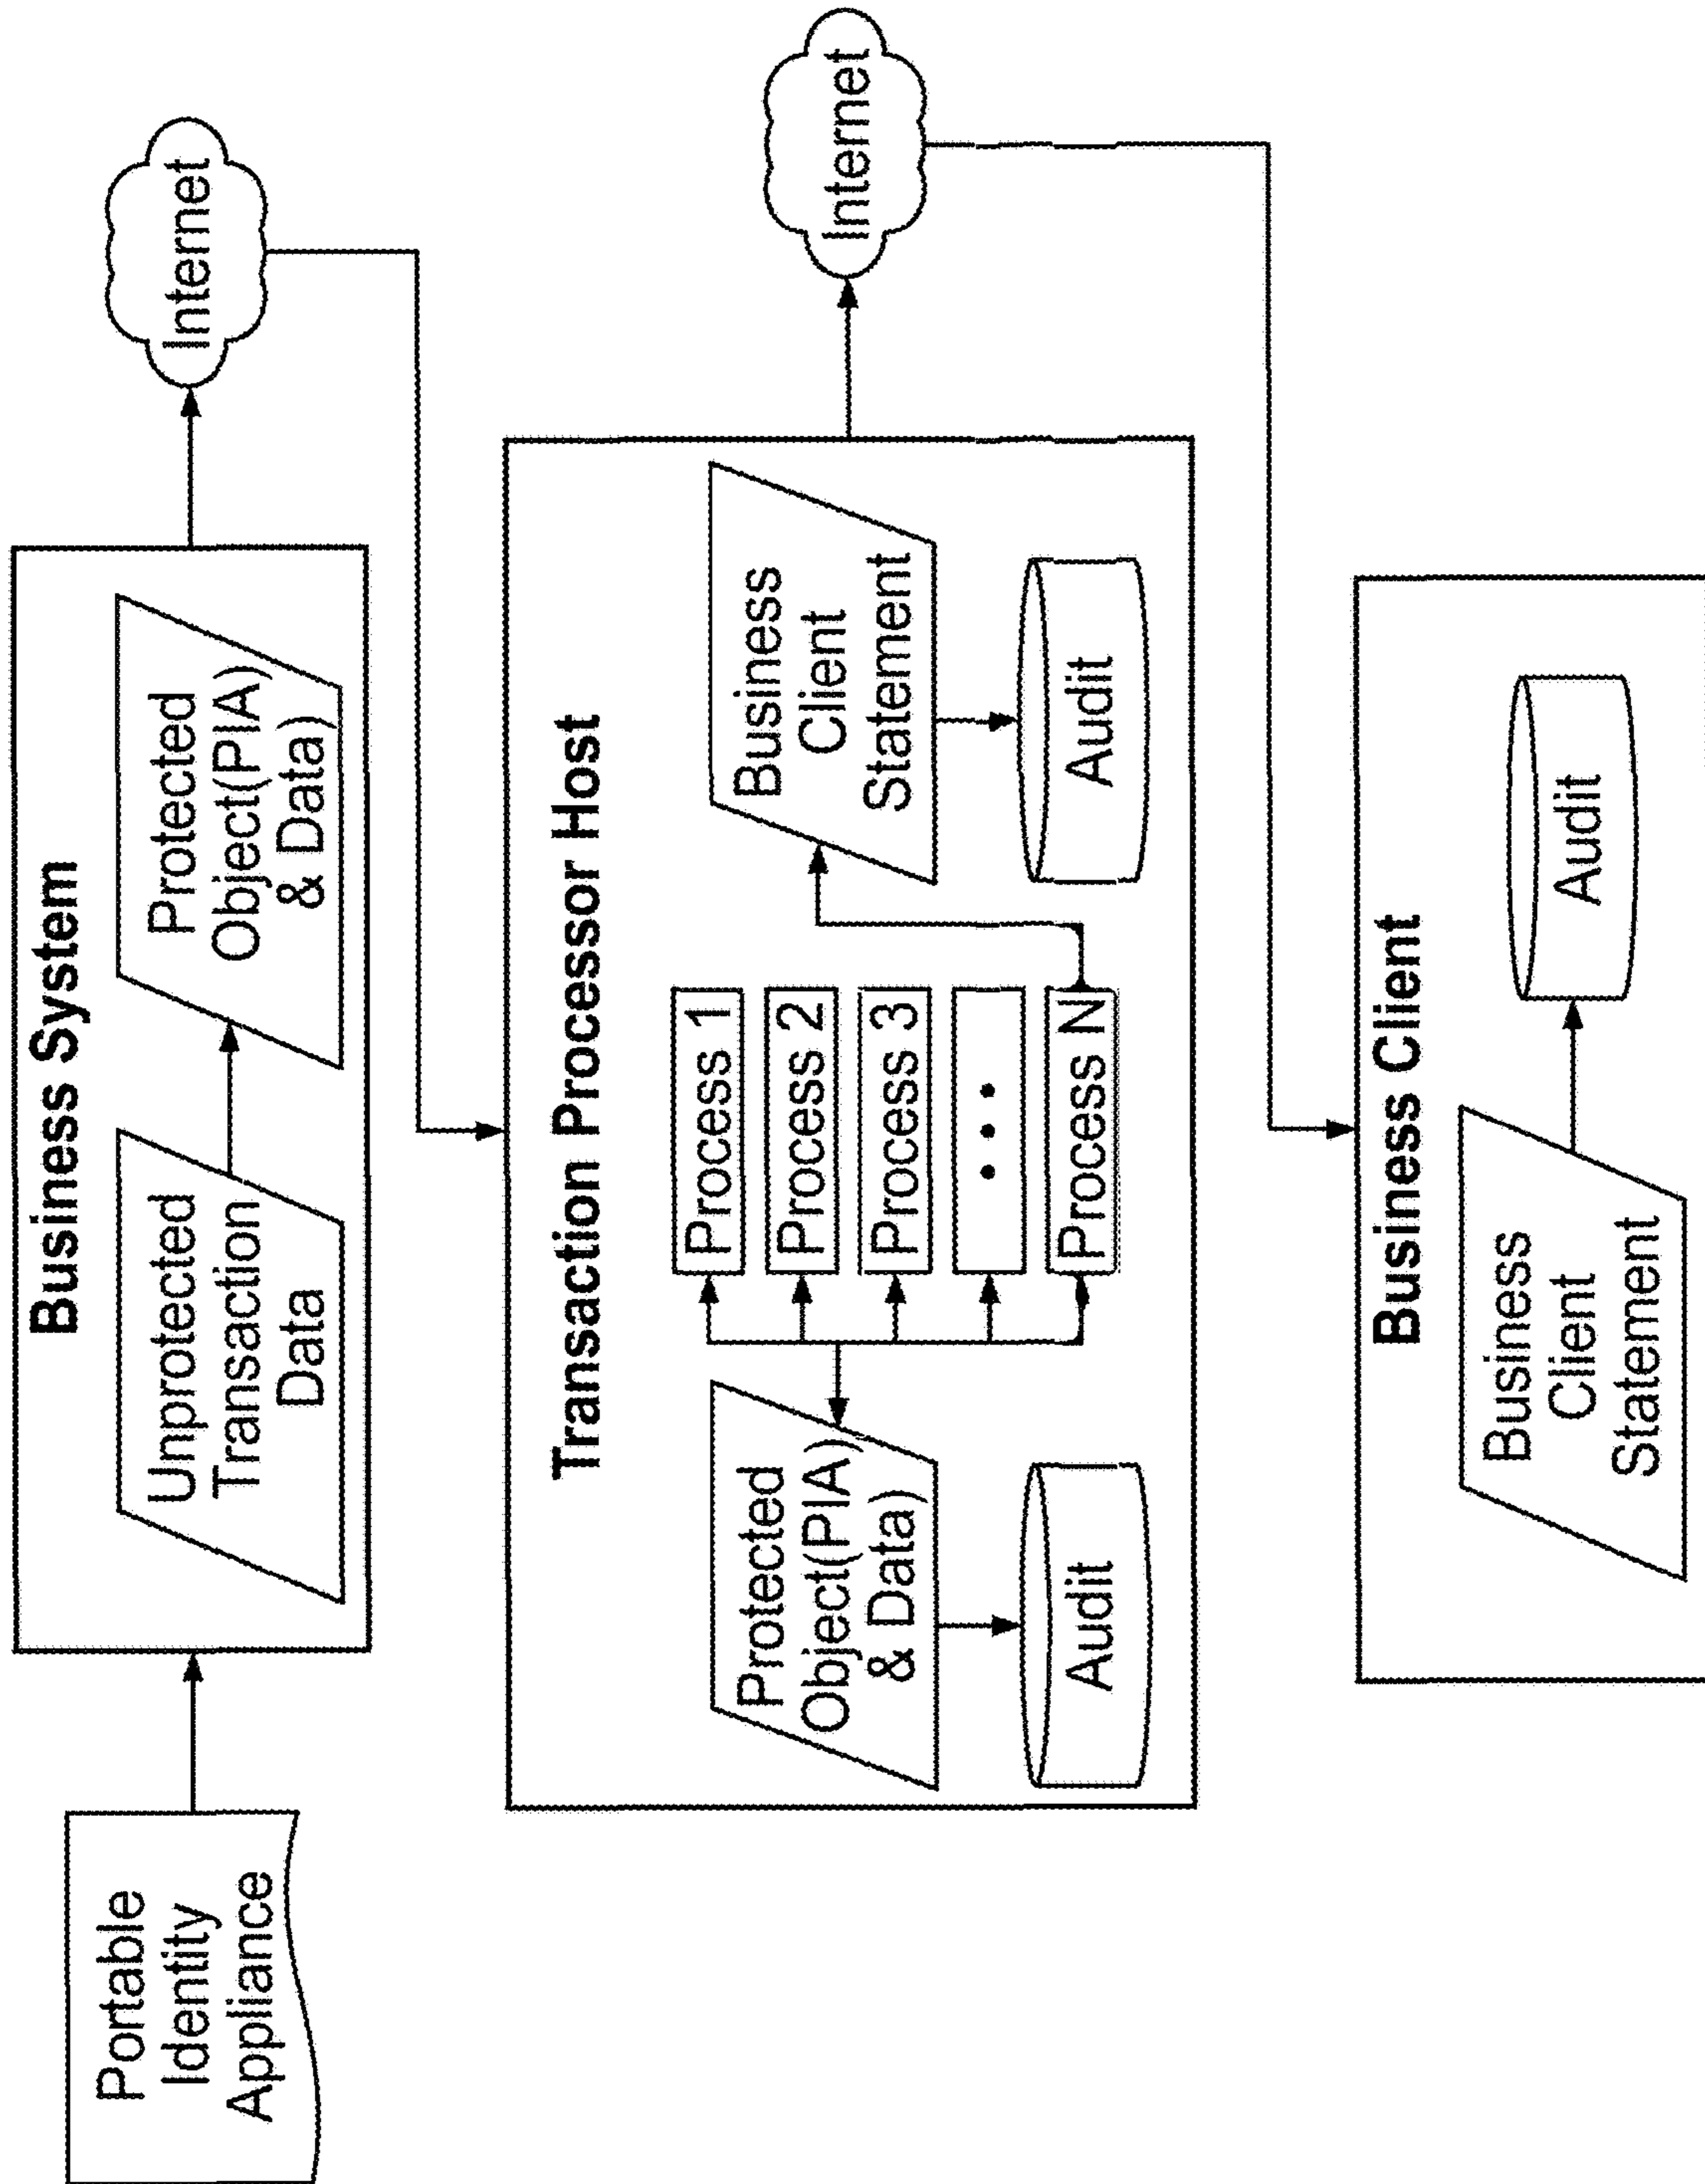 Portable
Identity
Appliance
Business System
Unprotected
Transaction
Data
Protected
Object(PIA)
& Data)
Internet
Transaction Processor Host
Protected
Object(PIA)
& Data)
Audit
Process 1
Process 2
Process 3
• • •
Process N
Business
Client
Statement
Audit
Internet
Business Client
Business
Client
Statement
Audit